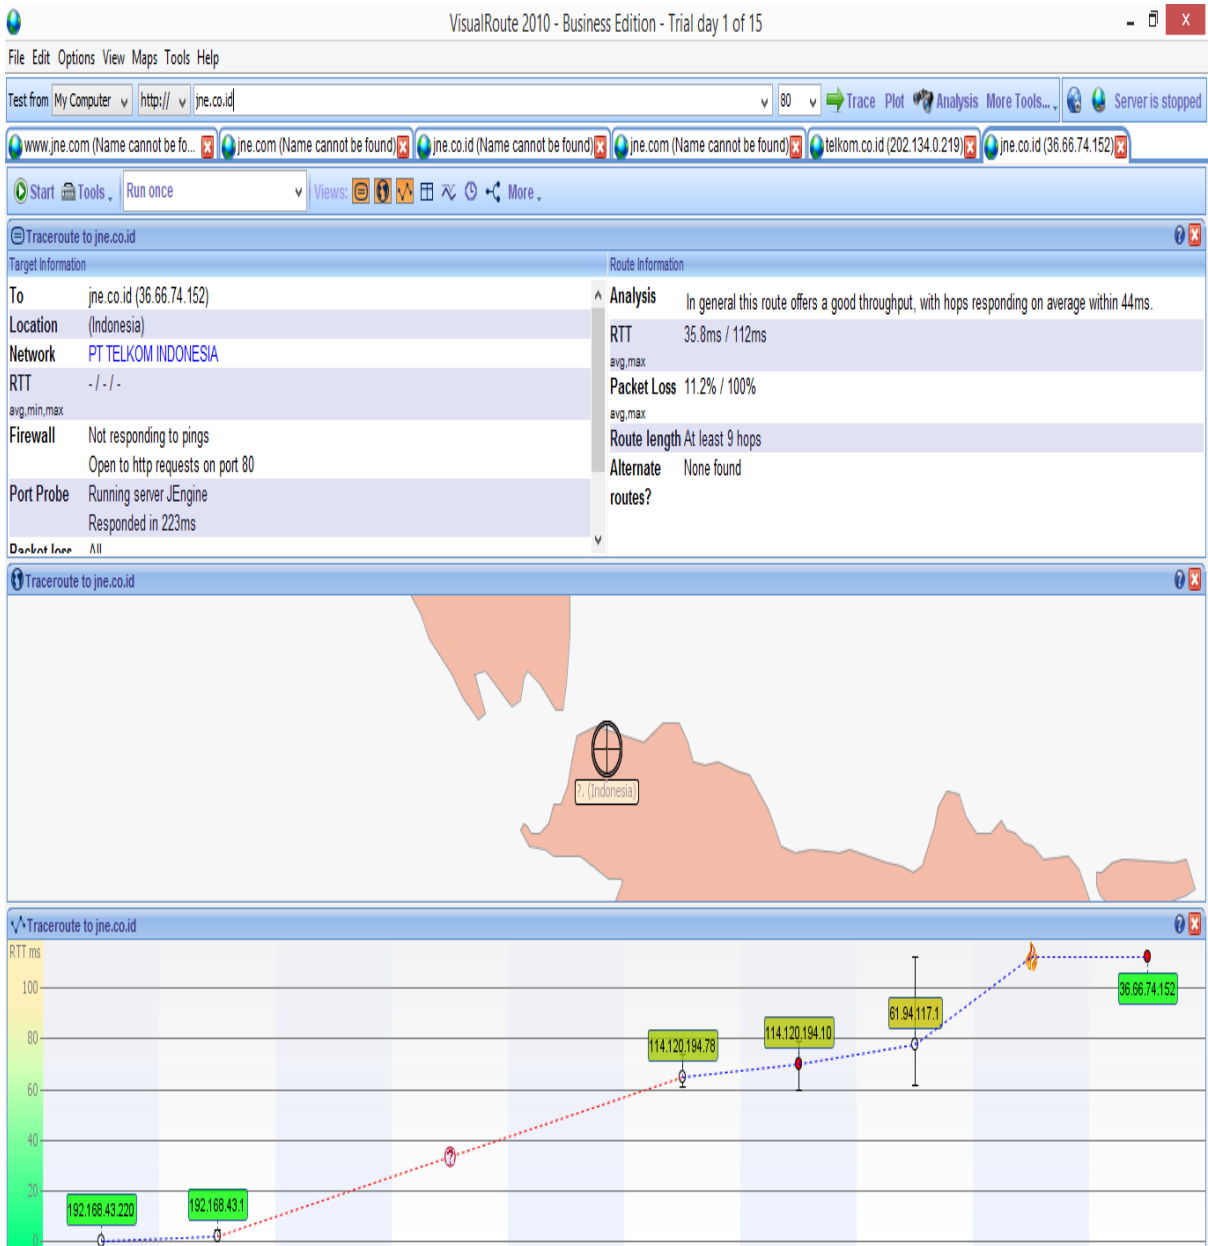 VisualRoute 2010 - Business Edition - Trial day 1 of 15
File Edit Options View Maps Tools Help
Test from My Computer http:// jne.co.id 80 Trace Plot Analysis More Tools... Server is stopped
www.jne.com (Name cannot be fo... jne.com (Name cannot be found) jne.co.id (Name cannot be found) jne.com (Name cannot be found) telkom.co.id (202.134.0.219) jne.co.id (36.66.74.152)
Start Tools Run once Views: More
Traceroute to jne.co.id
Target Information
To jne.co.id (36.66.74.152)
Location (Indonesia)
Network PT TELKOM INDONESIA
RTT - / - / -
avg,min,max
Firewall Not responding to pings
Open to http requests on port 80
Port Probe Running server JEngine
Responded in 223ms
Packet loss All
Route Information
Analysis In general this route offers a good throughput, with hops responding on average within 44ms.
RTT 35.8ms / 112ms
avg,max
Packet Loss 11.2% / 100%
avg,max
Route length At least 9 hops
Alternate None found
routes?
Traceroute to jne.co.id
?. (Indonesia)
Traceroute to jne.co.id
RTT ms
100
36.66.74.152
61.94.117.1
80
114.120.194.78
114.120.194.10
60
40
?
20
192.168.43.220
192.168.43.1
0